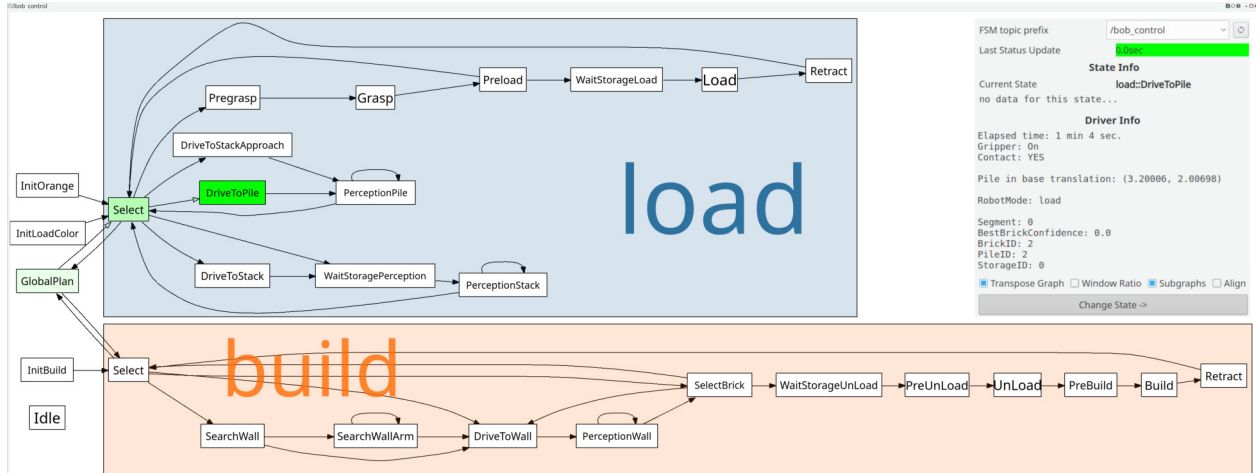 /bob_control
Retract
Preload
WaitStorageLoad
Load
Pregrasp
Grasp
DriveToStackApproach
InitOrange
DriveToPile
PerceptionPile
Select
load
InitLoadColor
GlobalPlan
DriveToStack
WaitStoragePerception
PerceptionStack
FSM topic prefix
/bob_control
Last Status Update
0.0sec
State Info
Current State
load::DriveToPile
no data for this state...
Driver Info
Elapsed time: 1 min 4 sec.
Gripper: On
Contact: YES
Pile in base translation: (3.20006, 2.00698)
RobotMode: load
Segment: 0
BestBrickConfidence: 0.0
BrickID: 2
PileID: 2
StorageID: 0
Transpose Graph
Window Ratio
Subgraphs
Align
Change State ->
build
InitBuild
Select
SelectBrick
WaitStorageUnLoad
PreUnLoad
UnLoad
PreBuild
Build
Retract
Idle
SearchWall
SearchWallArm
DriveToWall
PerceptionWall